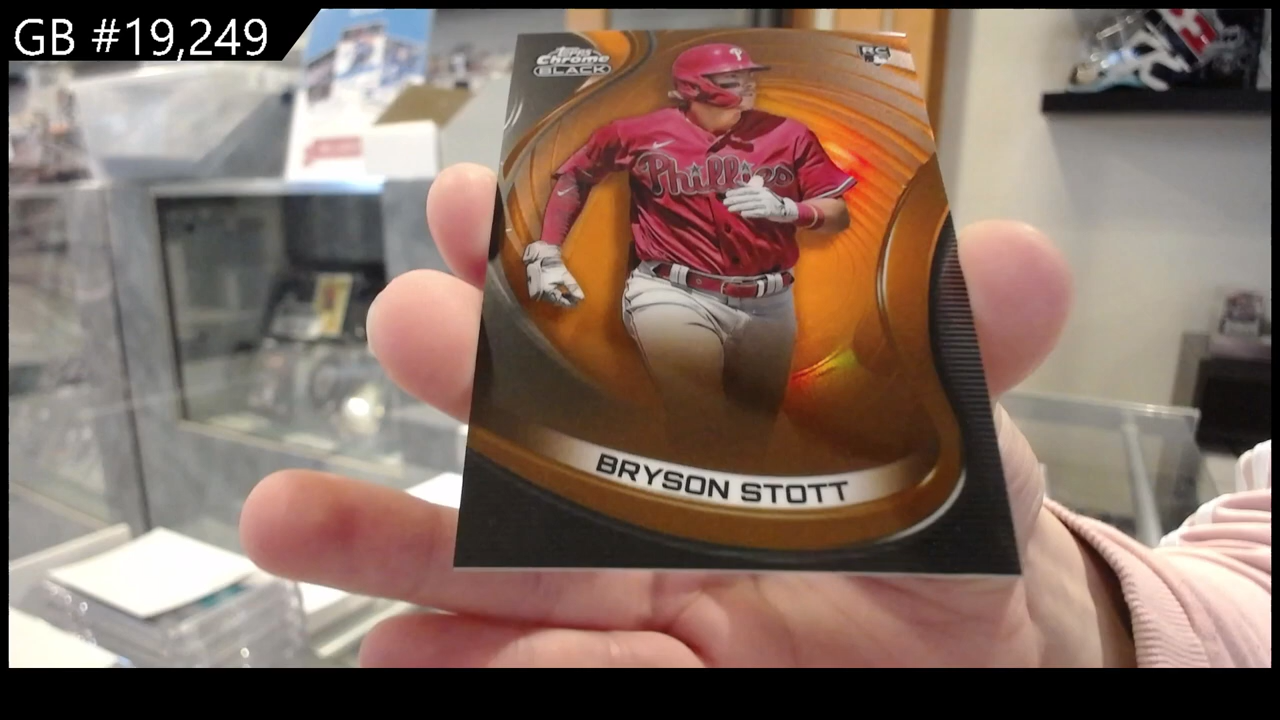 GB #19,249
Topps
Chrome
BLACK
RC
Phillies
BRYSON STOTT